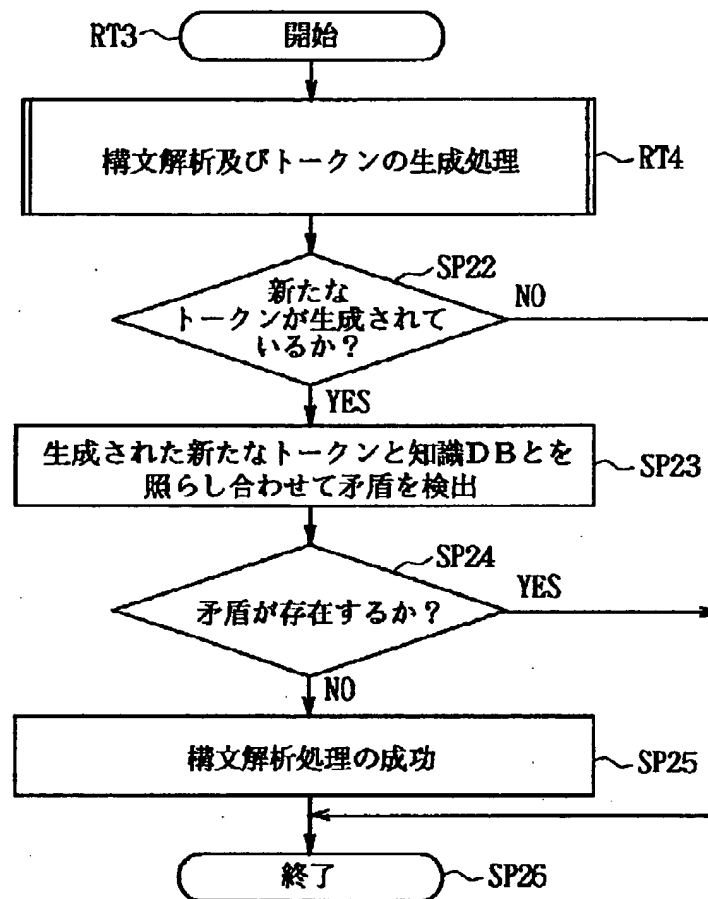 RT3
開始
構文解析及びトークンの生成処理
RT4
SP22
新たな
トークンが生成されて
いるか？
NO
YES
生成された新たなトークンと知識DBとを
照らし合わせて矛盾を検出
SP23
SP24
矛盾が存在するか？
YES
NO
構文解析処理の成功
SP25
終了
SP26